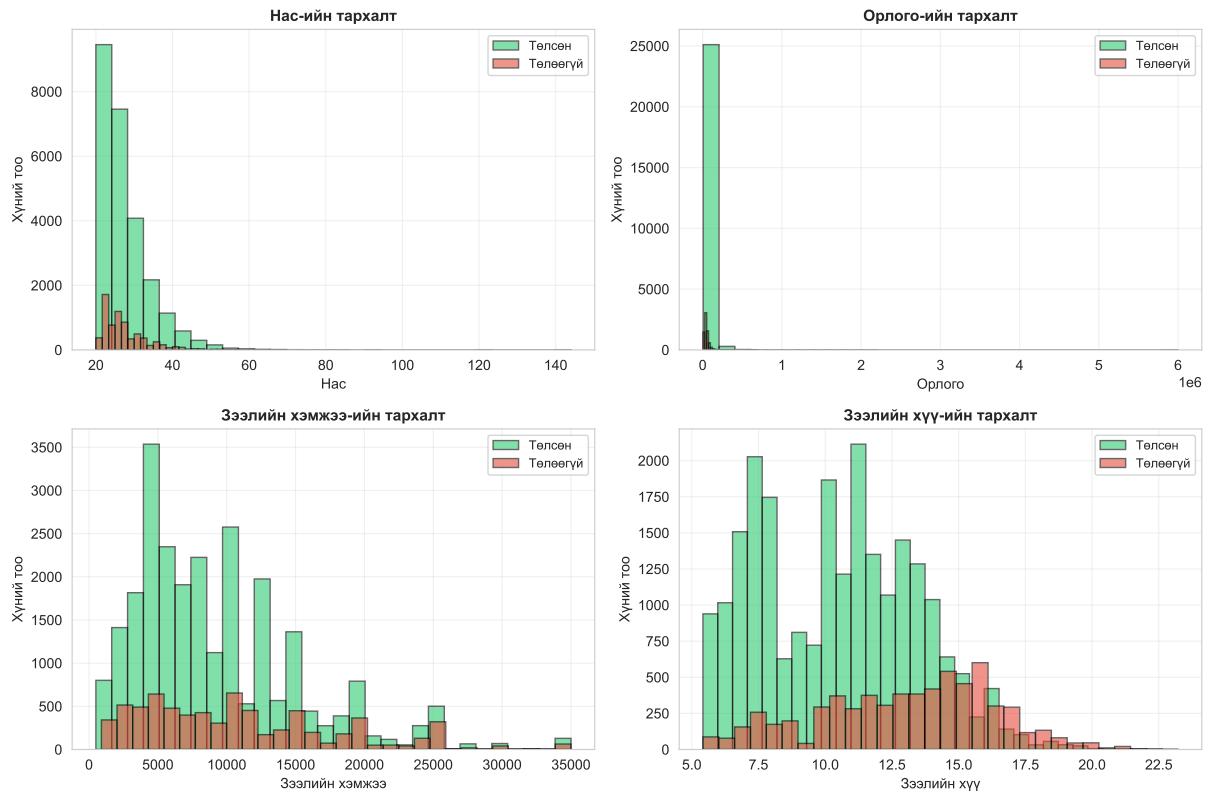 Нас-ийн тархалт
Төлсөн
Төлөөгүй
Хүний тоо
8000
6000
4000
2000
0
20 40 60 80 100 120 140
Нас
Орлого-ийн тархалт
Төлсөн
Төлөөгүй
Хүний тоо
25000
20000
15000
10000
5000
0
0 1 2 3 4 5 6
1e6
Орлого
Зээлийн хэмжээ-ийн тархалт
Төлсөн
Төлөөгүй
Хүний тоо
3500
3000
2500
2000
1500
1000
500
0
0 5000 10000 15000 20000 25000 30000 35000
Зээлийн хэмжээ
Зээлийн хүү-ийн тархалт
Төлсөн
Төлөөгүй
Хүний тоо
2000
1750
1500
1250
1000
750
500
250
0
5.0 7.5 10.0 12.5 15.0 17.5 20.0 22.5
Зээлийн хүү